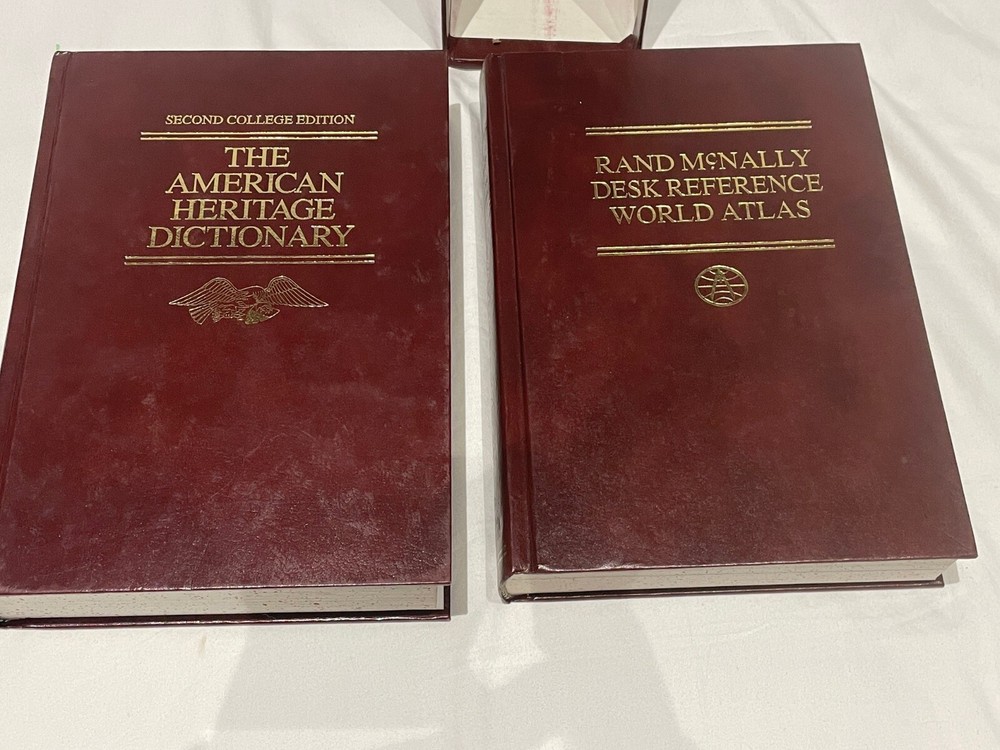 SECOND COLLEGE EDITION
THE
AMERICAN
HERITAGE
DICTIONARY
RAND McNALLY
DESK REFERENCE
WORLD ATLAS